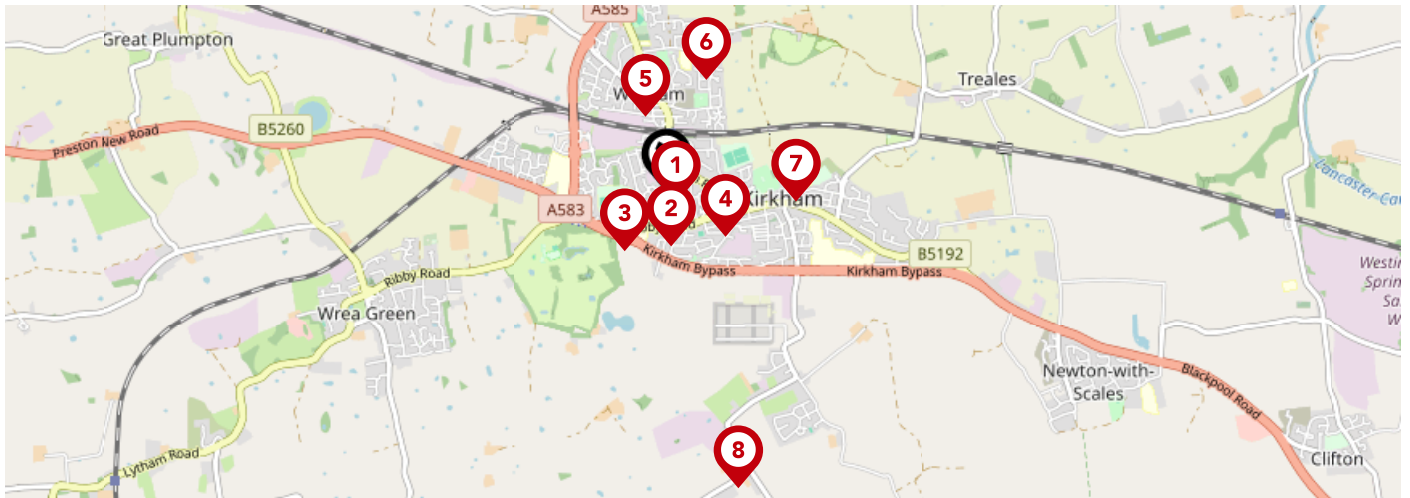 A585
Great Plumpton
6
5
Treales
B5260
Preston New Road
1
7
Lancaster
Kirkham
3
2
4
A583
B5192
Kirkham Bypass
Kirkham Bypass
Ribby Road
Wrea Green
Newton-with-
Scales
Blackpool Road
8
Lytham Road
Clifton